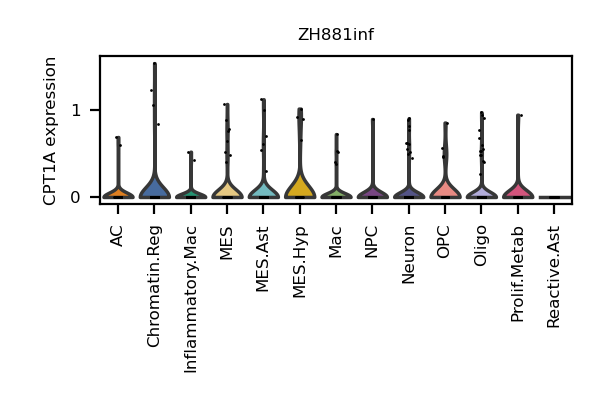 ZH881inf
CPT1A expression
1
0
AC
Chromatin.Reg
Inflammatory.Mac
MES
MES.Ast
MES.Hyp
Mac
NPC
Neuron
OPC
Oligo
Prolif.Metab
Reactive.Ast